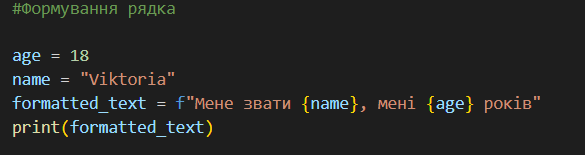 #Формування рядка
age = 18
name = "Viktoria"
formatted_text = f"Мене звати {name}, мені {age} років"
print(formatted_text)